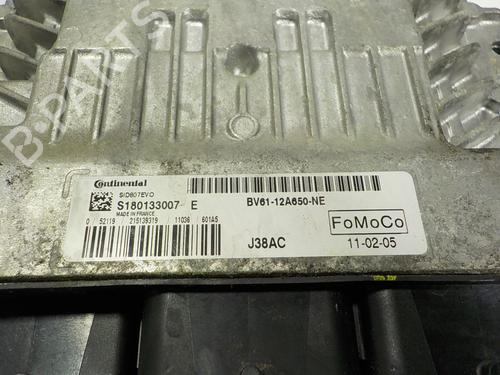 B-PARTS
Continental
SID807EVO
S180133007 E
MADE IN FRANCE
0 / 52119 / 215139319 / 11036 / 601A5
BV61-12A650-NE
J38AC
FoMoCo
11-02-05